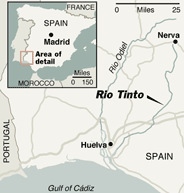 FRANCE
SPAIN
Madrid
Area of
detail
Miles
0 150
MOROCCO
Miles
0 25
Nerva
Rio Odiel
Rio Tinto
PORTUGAL
Huelva
SPAIN
Gulf of Cádiz